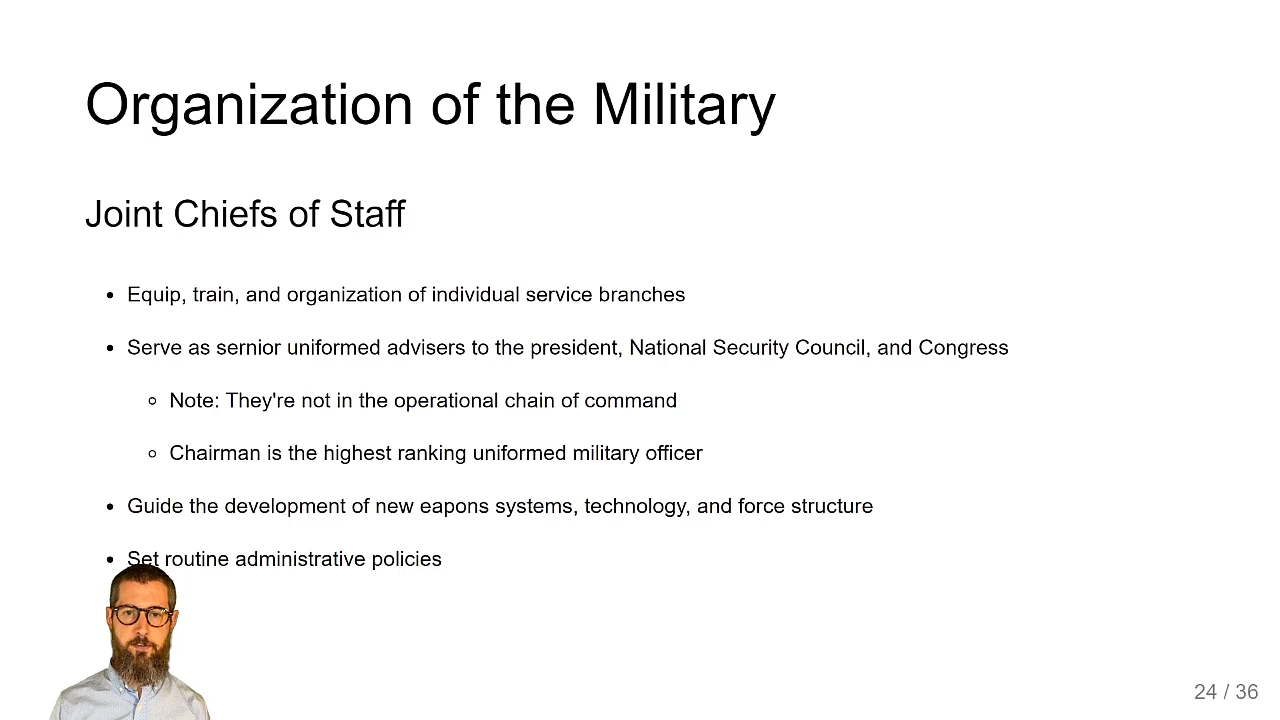 Organization of the Military
Joint Chiefs of Staff
Equip, train, and organization of individual service branches
Serve as sernior uniformed advisers to the president, National Security Council, and Congress
Note: They're not in the operational chain of command
Chairman is the highest ranking uniformed military officer
Guide the development of new eapons systems, technology, and force structure
Set routine administrative policies
24 / 36